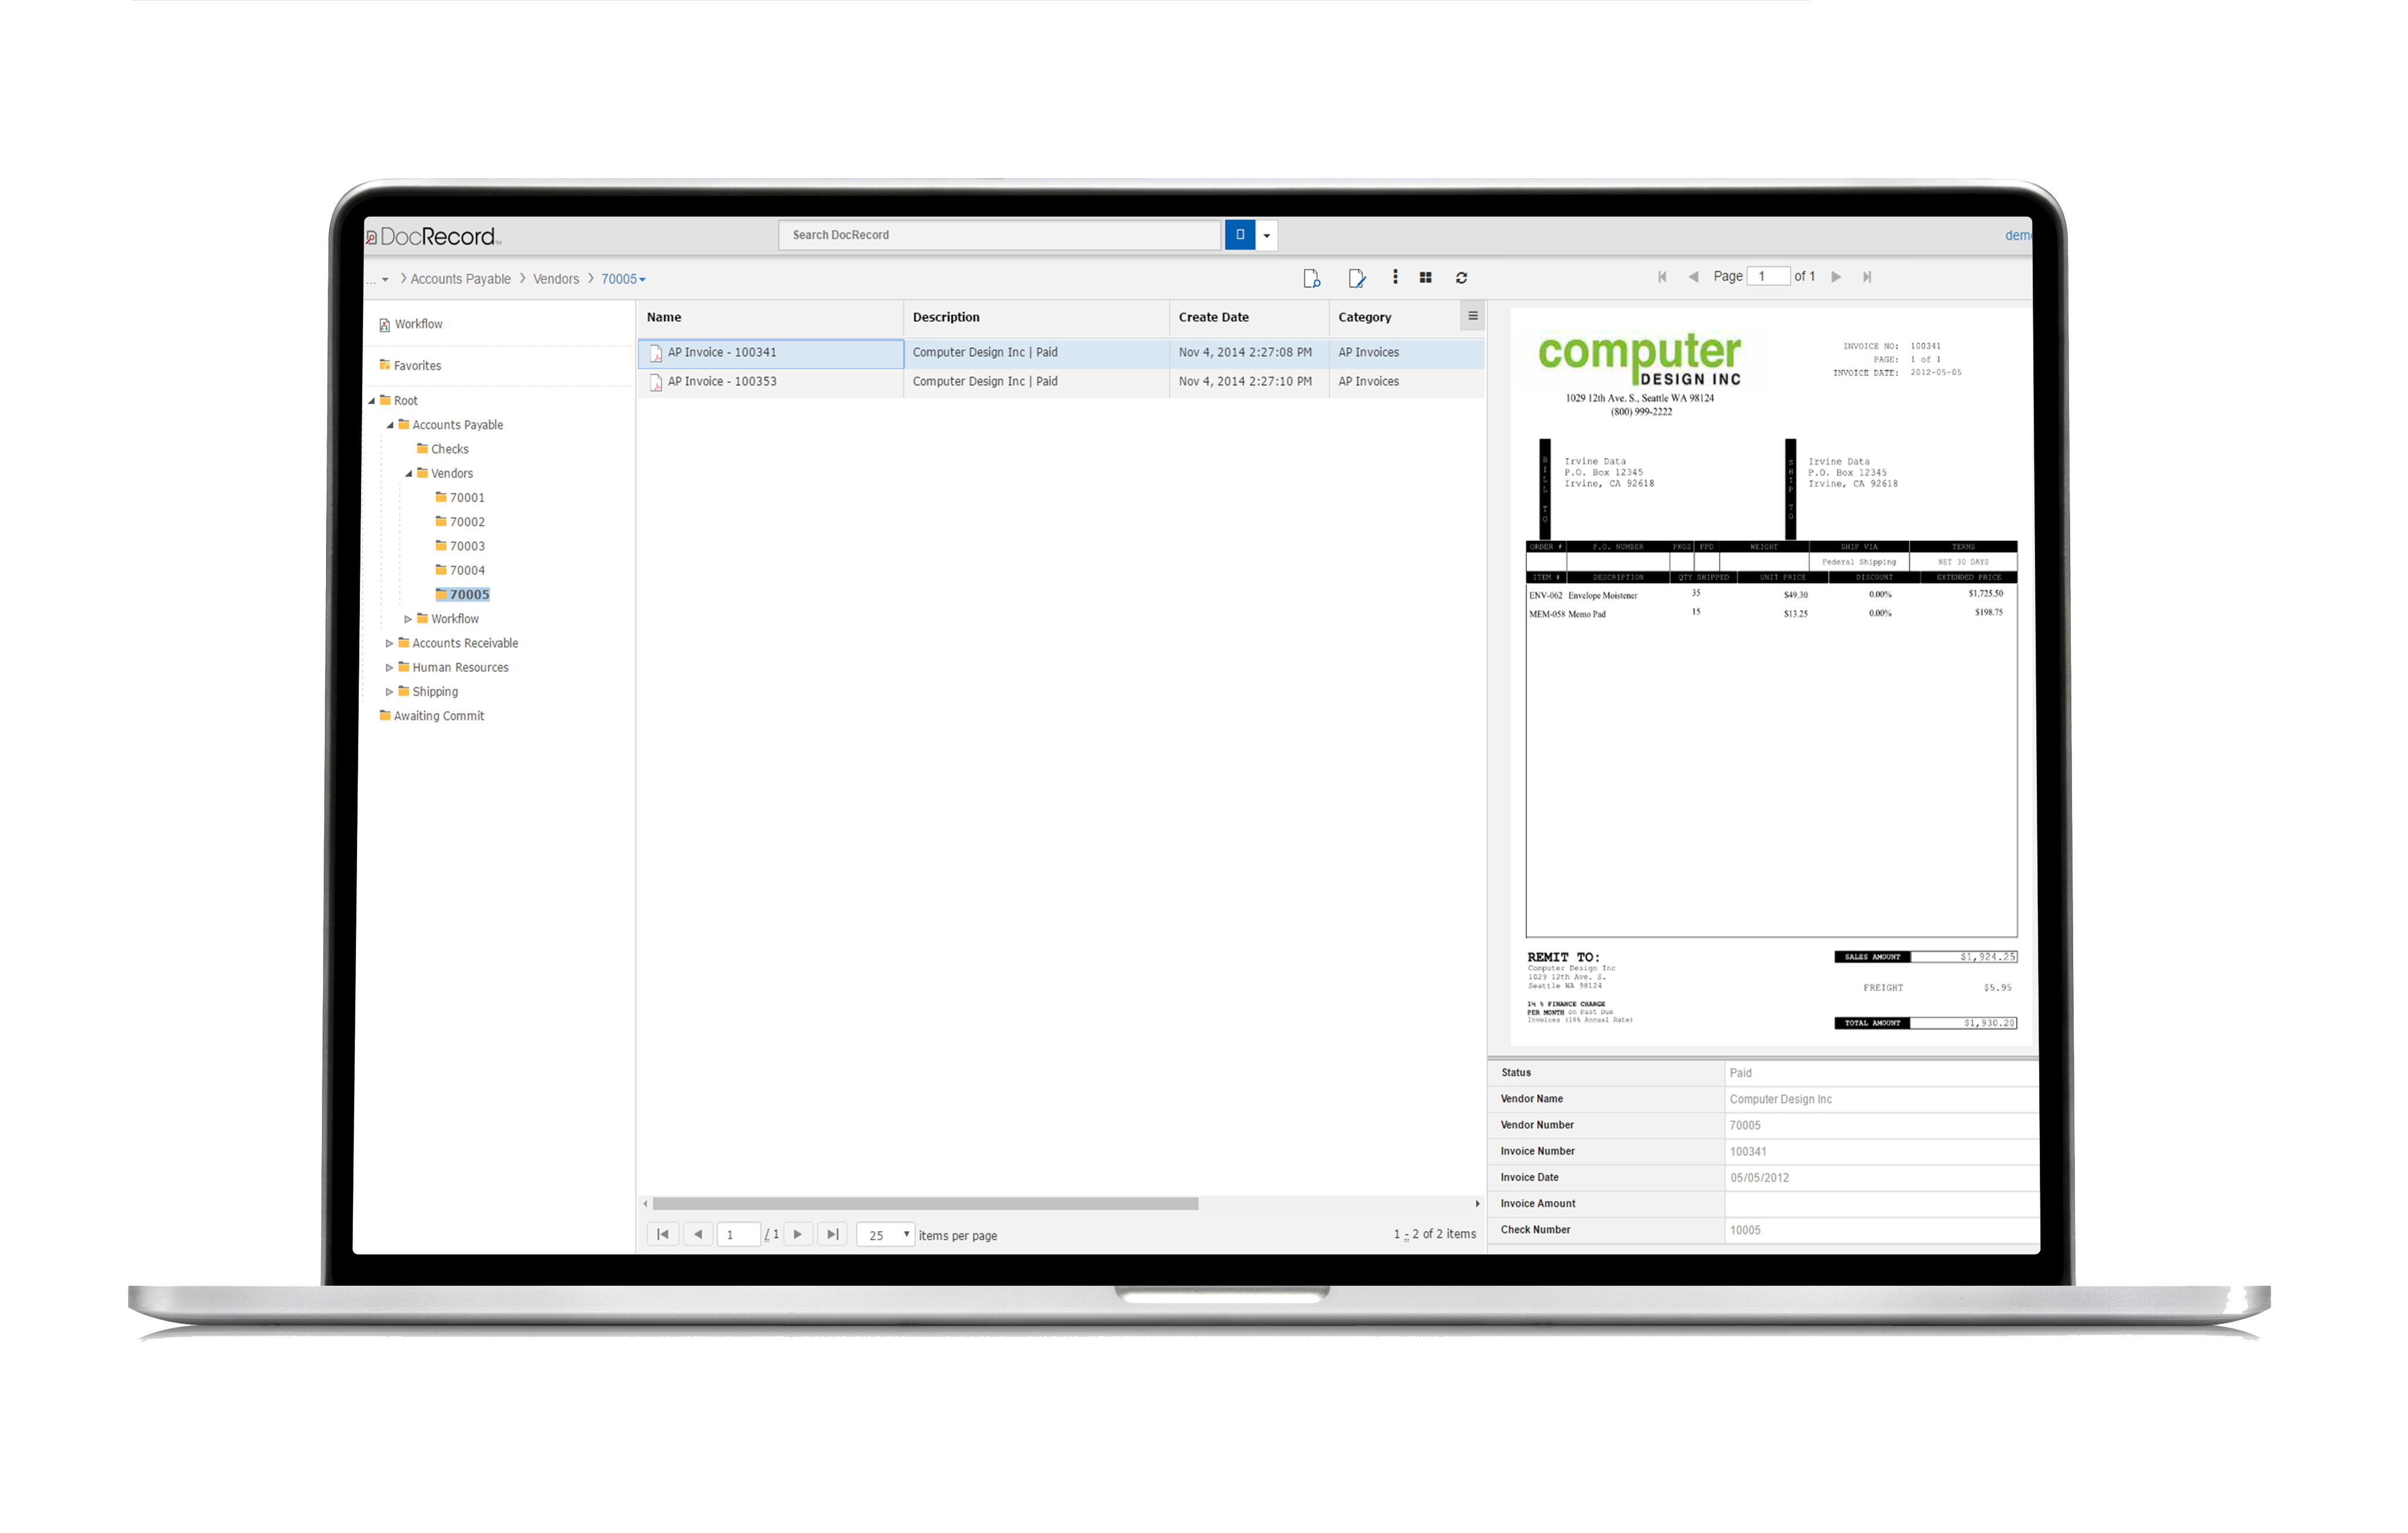 DocRecord
Search DocRecord
dem
... > Accounts Payable > Vendors > 70005
Page 1 of 1
Workflow
Favorites
Root
Accounts Payable
Checks
Vendors
70001
70002
70003
70004
70005
Workflow
Accounts Receivable
Human Resources
Shipping
Awaiting Commit
Name Description Create Date Category
AP Invoice - 100341 Computer Design Inc | Paid Nov 4, 2014 2:27:08 PM AP Invoices
AP Invoice - 100353 Computer Design Inc | Paid Nov 4, 2014 2:27:10 PM AP Invoices
1 / 1 25 items per page 1 - 2 of 2 items
computer
DESIGN INC
1029 12th Ave. S., Seattle WA 98124
(800) 999-2222
INVOICE NO: 100341
PAGE: 1 of 1
INVOICE DATE: 2012-05-05
BILL TO
Irvine Data
P.O. Box 12345
Irvine, CA 92618
SHIP TO
Irvine Data
P.O. Box 12345
Irvine, CA 92618
ORDER # P.O. NUMBER PKGS PPD WEIGHT SHIP VIA TERMS
Federal Shipping NET 30 DAYS
ITEM # DESCRIPTION QTY SHIPPED UNIT PRICE DISCOUNT EXTENDED PRICE
ENV-062 Envelope Moistener 35 $49.30 0.00% $1,725.50
MEM-058 Memo Pad 15 $13.25 0.00% $198.75
REMIT TO:
Computer Design Inc
1029 12th Ave. S.
Seattle WA 98124
1½ % FINANCE CHARGE
PER MONTH on Past Due
Invoices (18% Annual Rate)
SALES AMOUNT $1,924.25
FREIGHT $5.95
TOTAL AMOUNT $1,930.20
Status Paid
Vendor Name Computer Design Inc
Vendor Number 70005
Invoice Number 100341
Invoice Date 05/05/2012
Invoice Amount
Check Number 10005